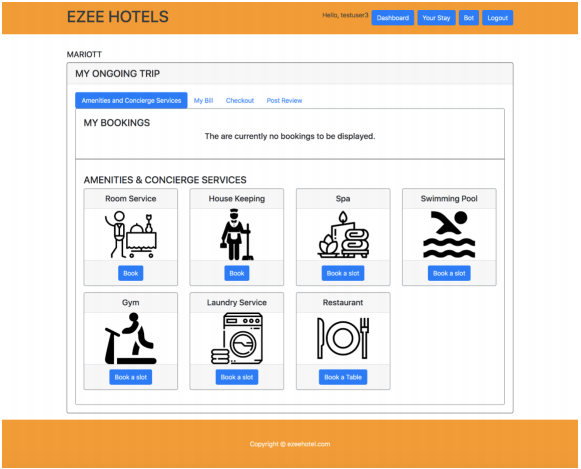 EZEE HOTELS
Hello, testuser3 Dashboard Your Stay Bot Logout
MARIOTT
MY ONGOING TRIP
Amenities and Concierge Services My Bill Checkout Post Review
MY BOOKINGS
The are currently no bookings to be displayed.
AMENITIES & CONCIERGE SERVICES
Room Service House Keeping Spa Swimming Pool
Book Book Book a slot Book a slot
Gym Laundry Service Restaurant
Book a slot Book a slot Book a Table
Copyright @ ezeehotel.com